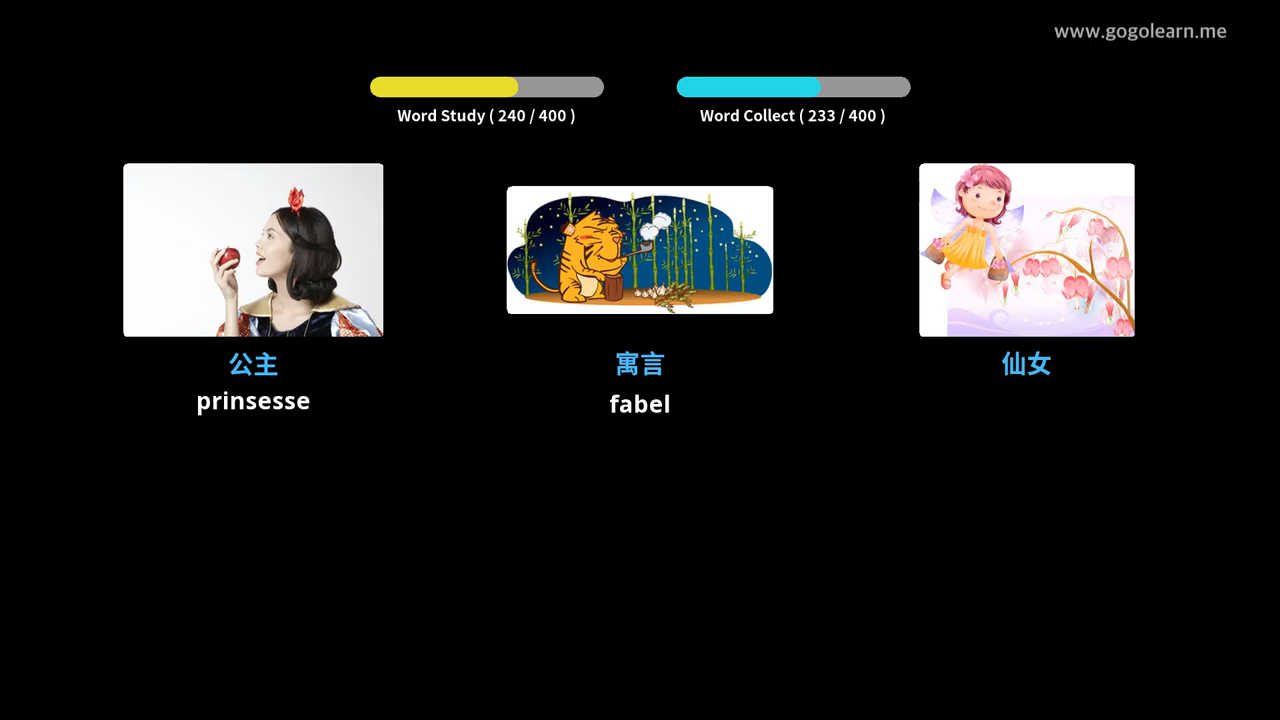 www.gogolearn.me
Word Study ( 240 / 400 )
Word Collect ( 233 / 400 )
公主
寓言
仙女
prinsesse
fabel